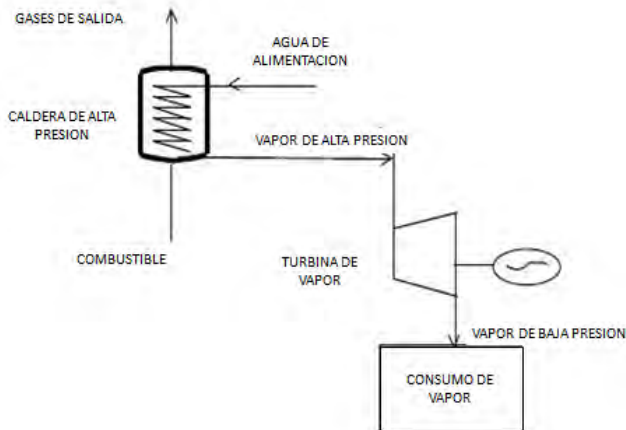 GASES DE SALIDA
AGUA DE
ALIMENTACION
CALDERA DE ALTA
PRESION
VAPOR DE ALTA PRESION
COMBUSTIBLE
TURBINA DE
VAPOR
VAPOR DE BAJA PRESION
CONSUMO DE
VAPOR